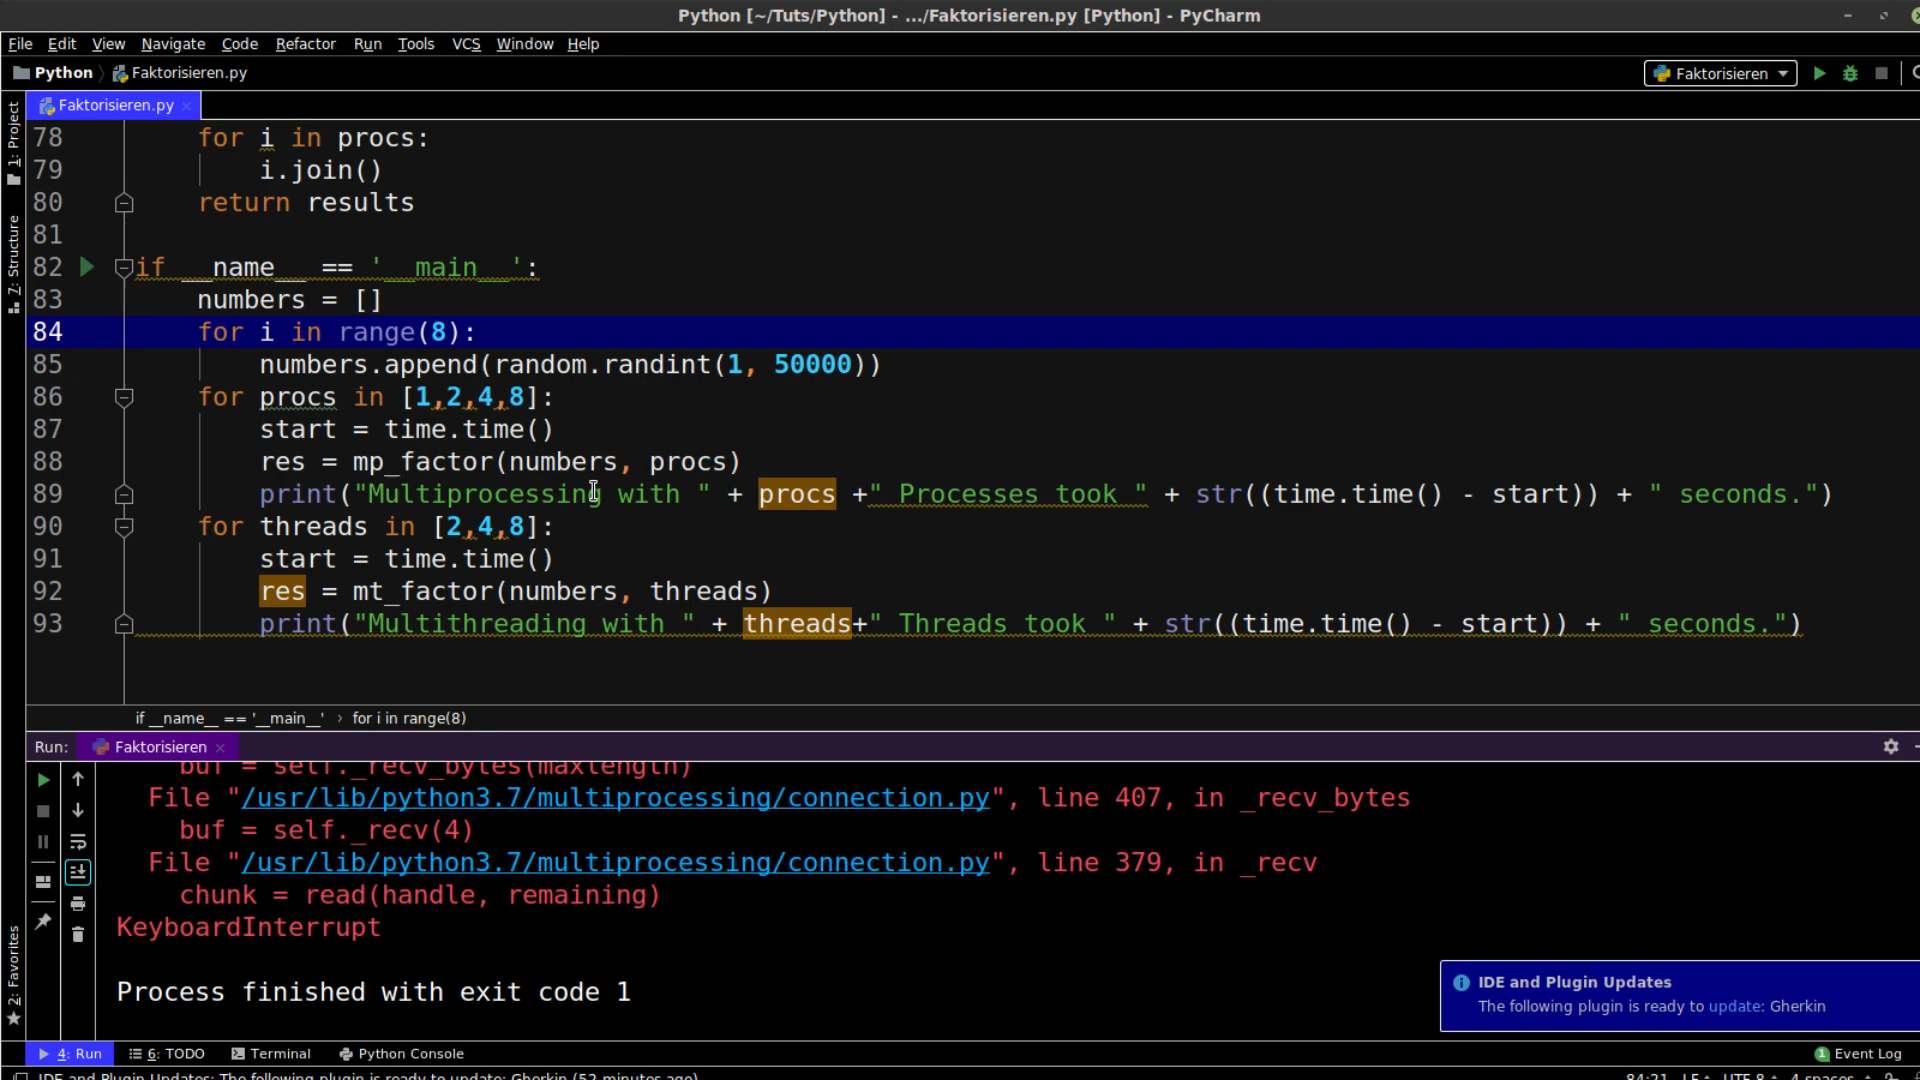 Python [~/Tuts/Python] - .../Faktorisieren.py [Python] - PyCharm
File Edit View Navigate Code Refactor Run Tools VCS Window Help
Python Faktorisieren.py
Faktorisieren
Faktorisieren.py
1: Project
7: Structure
2: Favorites
78 for i in procs:
79 i.join()
80 return results
81
82 if __name__ == '__main__':
83 numbers = []
84 for i in range(8):
85 numbers.append(random.randint(1, 50000))
86 for procs in [1,2,4,8]:
87 start = time.time()
88 res = mp_factor(numbers, procs)
89 print("Multiprocessing with " + procs +" Processes took " + str((time.time() - start)) + " seconds.")
90 for threads in [2,4,8]:
91 start = time.time()
92 res = mt_factor(numbers, threads)
93 print("Multithreading with " + threads+" Threads took " + str((time.time() - start)) + " seconds.")
if __name__ == '__main__' › for i in range(8)
Run: Faktorisieren
buf = self._recv_bytes(maxlength)
File "/usr/lib/python3.7/multiprocessing/connection.py", line 407, in _recv_bytes
buf = self._recv(4)
File "/usr/lib/python3.7/multiprocessing/connection.py", line 379, in _recv
chunk = read(handle, remaining)
KeyboardInterrupt
Process finished with exit code 1
IDE and Plugin Updates
The following plugin is ready to update: Gherkin
4: Run 6: TODO Terminal Python Console 1 Event Log
IDE and Plugin Updates: The following plugin is ready to update: Gherkin (52 minutes ago) 84:21 LF UTF-8 4 spaces